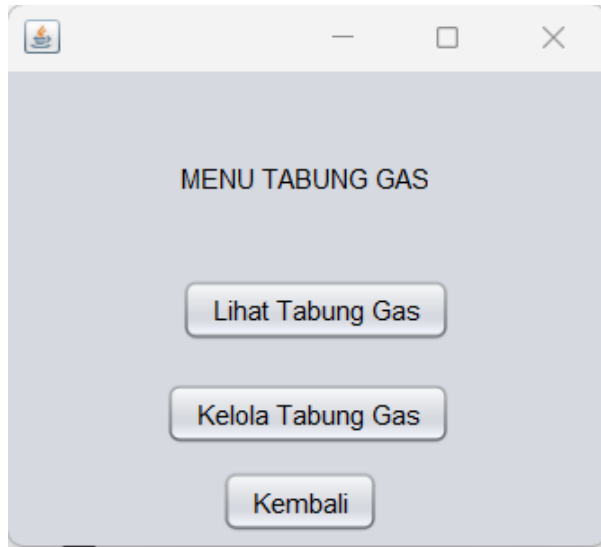 MENU TABUNG GAS
Lihat Tabung Gas
Kelola Tabung Gas
Kembali